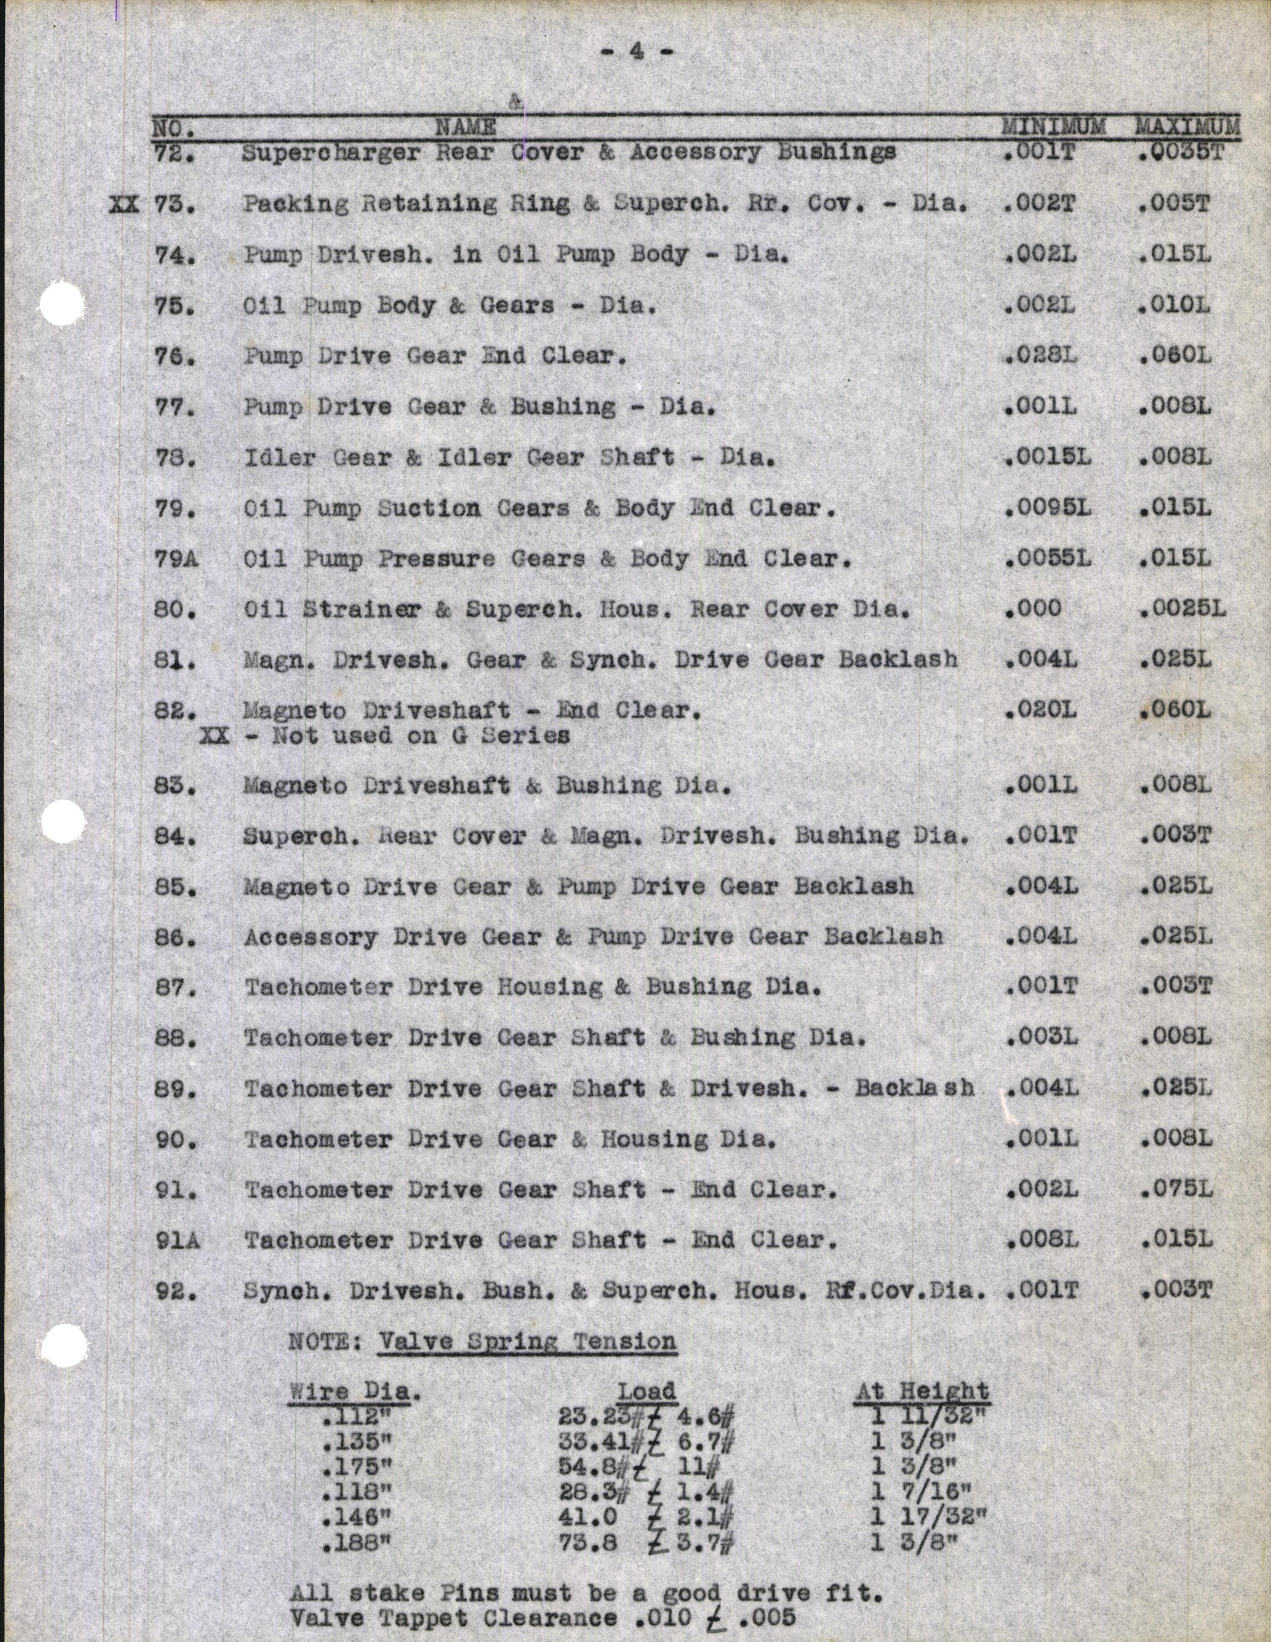 - 4 -
&
NO. NAME MINIMUM MAXIMUM
72. Supercharger Rear Cover & Accessory Bushings .001T .0035T
XX 73. Packing Retaining Ring & Superch. Rr. Cov. - Dia. .002T .005T
74. Pump Drivesh. in Oil Pump Body - Dia. .002L .015L
75. Oil Pump Body & Gears - Dia. .002L .010L
76. Pump Drive Gear End Clear. .028L .060L
77. Pump Drive Gear & Bushing - Dia. .001L .008L
78. Idler Gear & Idler Gear Shaft - Dia. .0015L .008L
79. Oil Pump Suction Gears & Body End Clear. .0095L .015L
79A Oil Pump Pressure Gears & Body End Clear. .0055L .015L
80. Oil Strainer & Superch. Hous. Rear Cover Dia. .000 .0025L
81. Magn. Drivesh. Gear & Synch. Drive Gear Backlash .004L .025L
82. Magneto Driveshaft - End Clear. .020L .060L
XX - Not used on G Series
83. Magneto Driveshaft & Bushing Dia. .001L .008L
84. Superch. Rear Cover & Magn. Drivesh. Bushing Dia. .001T .003T
85. Magneto Drive Gear & Pump Drive Gear Backlash .004L .025L
86. Accessory Drive Gear & Pump Drive Gear Backlash .004L .025L
87. Tachometer Drive Housing & Bushing Dia. .001T .003T
88. Tachometer Drive Gear Shaft & Bushing Dia. .003L .008L
89. Tachometer Drive Gear Shaft & Drivesh. - Backlash .004L .025L
90. Tachometer Drive Gear & Housing Dia. .001L .008L
91. Tachometer Drive Gear Shaft - End Clear. .002L .075L
91A Tachometer Drive Gear Shaft - End Clear. .008L .015L
92. Synch. Drivesh. Bush. & Superch. Hous. Rf.Cov.Dia. .001T .003T
NOTE: Valve Spring Tension
Wire Dia. Load At Height
.112" 23.23#± 4.6# 1 11/32"
.135" 33.41#± 6.7# 1 3/8"
.175" 54.8#± 11# 1 3/8"
.118" 28.3# ± 1.4# 1 7/16"
.146" 41.0 ± 2.1# 1 17/32"
.188" 73.8 ± 3.7# 1 3/8"
All stake Pins must be a good drive fit.
Valve Tappet Clearance .010 ± .005